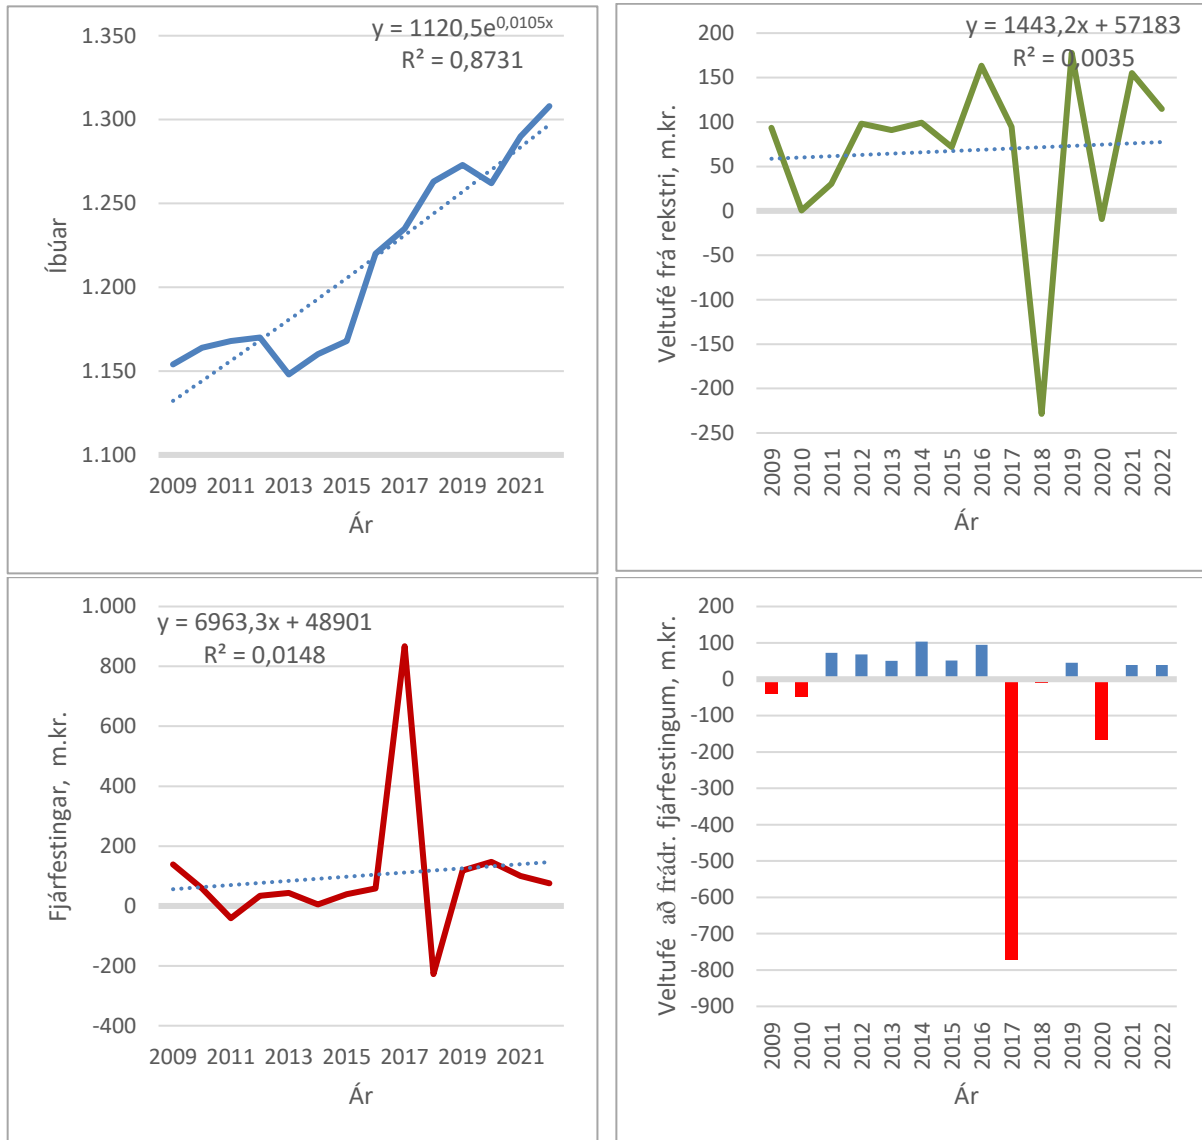 y = 1120,5e^0,0105x
R² = 0,8731
1.350
1.300
1.250
1.200
1.150
1.100
Íbúar
2009 2011 2013 2015 2017 2019 2021
Ár
y = 1443,2x + 57183
R² = 0,0035
200
150
100
50
0
-50
-100
-150
-200
-250
Veltufé frá rekstri, m.kr.
2009 2010 2011 2012 2013 2014 2015 2016 2017 2018 2019 2020 2021 2022
Ár
y = 6963,3x + 48901
R² = 0,0148
1.000
800
600
400
200
0
-200
-400
Fjárfestingar, m.kr.
2009 2011 2013 2015 2017 2019 2021
Ár
200
100
0
-100
-200
-300
-400
-500
-600
-700
-800
-900
Veltufé að frádr. fjárfestingum, m.kr.
2009 2010 2011 2012 2013 2014 2015 2016 2017 2018 2019 2020 2021 2022
Ár